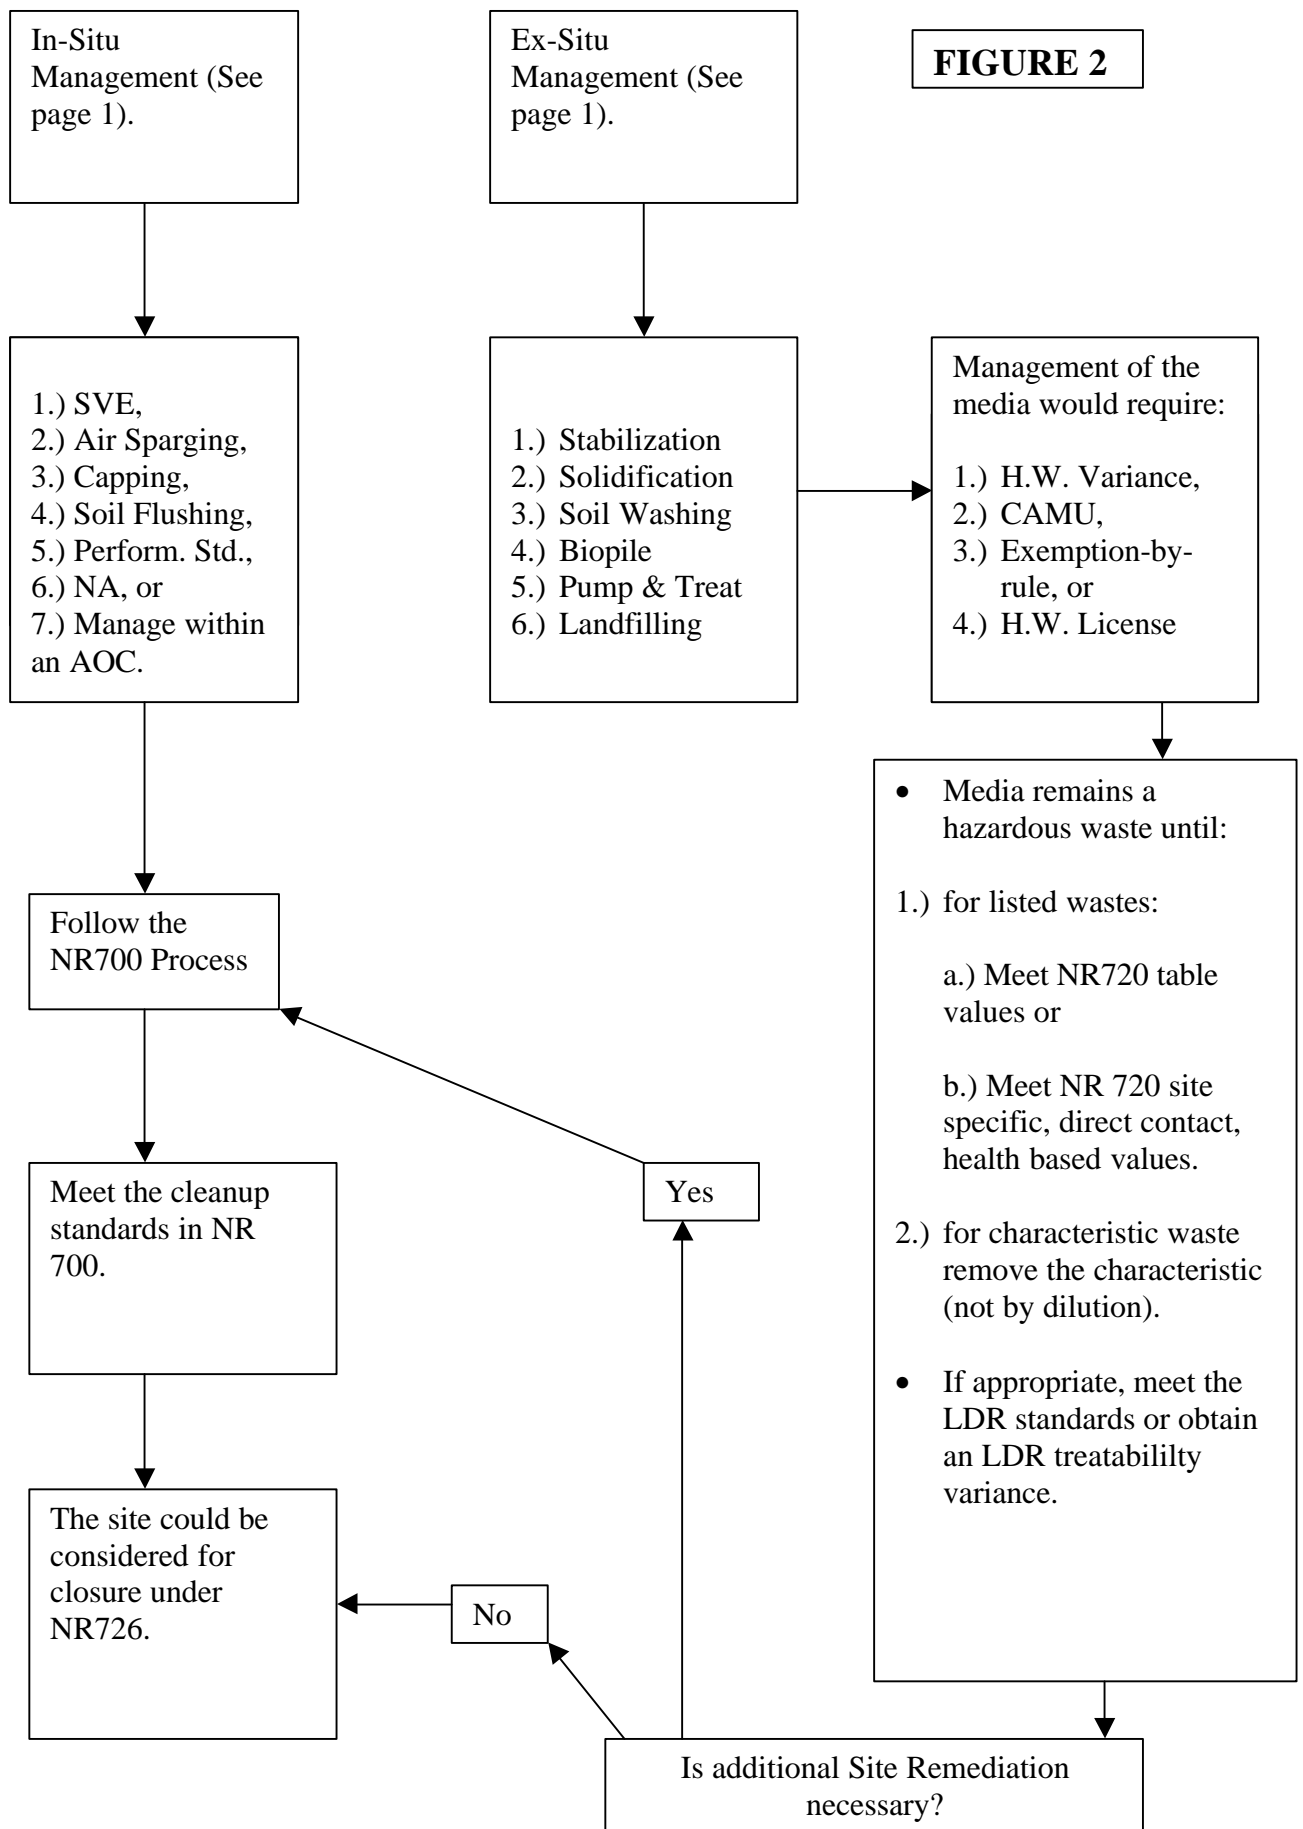 In-Situ
Management (See
page 1).
Ex-Situ
Management (See
page 1).
FIGURE 2
1.) SVE,
2.) Air Sparging,
3.) Capping,
4.) Soil Flushing,
5.) Perform. Std.,
6.) NA, or
7.) Manage within
an AOC.
1.) Stabilization
2.) Solidification
3.) Soil Washing
4.) Biopile
5.) Pump & Treat
6.) Landfilling
Management of the
media would require:
1.) H.W. Variance,
2.) CAMU,
3.) Exemption-by-
rule, or
4.) H.W. License
• Media remains a
hazardous waste until:
1.) for listed wastes:
a.) Meet NR720 table
values or
b.) Meet NR 720 site
specific, direct contact,
health based values.
2.) for characteristic waste
remove the characteristic
(not by dilution).
• If appropriate, meet the
LDR standards or obtain
an LDR treatabililty
variance.
Follow the
NR700 Process
Meet the cleanup
standards in NR
700.
Yes
The site could be
considered for
closure under
NR726.
No
Is additional Site Remediation
necessary?